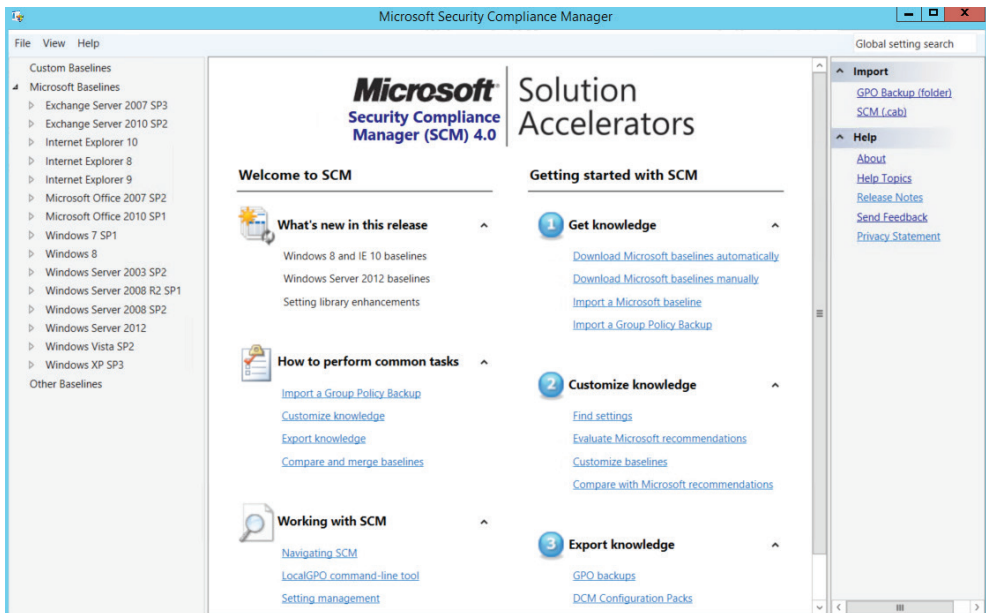 Microsoft Security Compliance Manager
X
File View Help
Global setting search
Custom Baselines
Microsoft Baselines
Exchange Server 2007 SP3
Exchange Server 2010 SP2
Internet Explorer 10
Internet Explorer 8
Internet Explorer 9
Microsoft Office 2007 SP2
Microsoft Office 2010 SP1
Windows 7 SP1
Windows 8
Windows Server 2003 SP2
Windows Server 2008 R2 SP1
Windows Server 2008 SP2
Windows Server 2012
Windows Vista SP2
Windows XP SP3
Other Baselines
Microsoft
Security Compliance
Manager (SCM) 4.0
Solution
Accelerators
Welcome to SCM
What's new in this release
Windows 8 and IE 10 baselines
Windows Server 2012 baselines
Setting library enhancements
How to perform common tasks
Import a Group Policy Backup
Customize knowledge
Export knowledge
Compare and merge baselines
Working with SCM
Navigating SCM
LocalGPO command-line tool
Setting management
Getting started with SCM
1 Get knowledge
Download Microsoft baselines automatically
Download Microsoft baselines manually
Import a Microsoft baseline
Import a Group Policy Backup
2 Customize knowledge
Find settings
Evaluate Microsoft recommendations
Customize baselines
Compare with Microsoft recommendations
3 Export knowledge
GPO backups
DCM Configuration Packs
Import
GPO Backup (folder)
SCM (.cab)
Help
About
Help Topics
Release Notes
Send Feedback
Privacy Statement